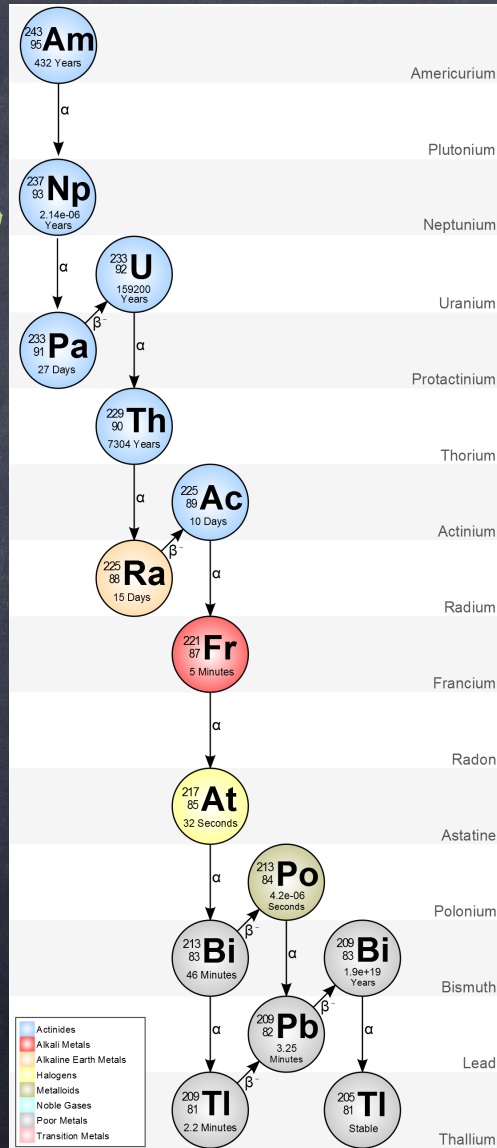 243
95 Am
432 Years
Americurium
α
Plutonium
237
93 Np
2.14e-06
Years
Neptunium
α
233
92 U
159200
Years
Uranium
β-
233
91 Pa
27 Days
α
Protactinium
229
90 Th
7304 Years
Thorium
α
225
89 Ac
10 Days
Actinium
β-
225
88 Ra
15 Days
α
Radium
221
87 Fr
5 Minutes
Francium
α
Radon
217
85 At
32 Seconds
Astatine
α
213
84 Po
4.2e-06
Seconds
Polonium
β-
213
83 Bi
46 Minutes
α
209
83 Bi
1.9e+19
Years
Bismuth
β-
α
209
82 Pb
3.25
Minutes
α
Lead
β-
209
81 Tl
2.2 Minutes
205
81 Tl
Stable
Thallium
Actinides
Alkali Metals
Alkaline Earth Metals
Halogens
Metalloids
Noble Gases
Poor Metals
Transition Metals